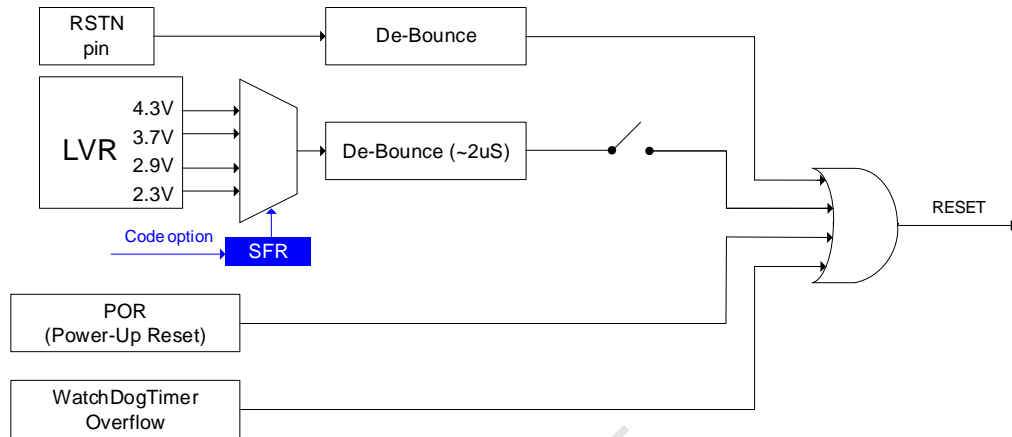 RSTN
pin
De-Bounce
LVR
4.3V
3.7V
2.9V
2.3V
De-Bounce (~2uS)
RESET
Code option
SFR
POR
(Power-Up Reset)
WatchDogTimer
Overflow